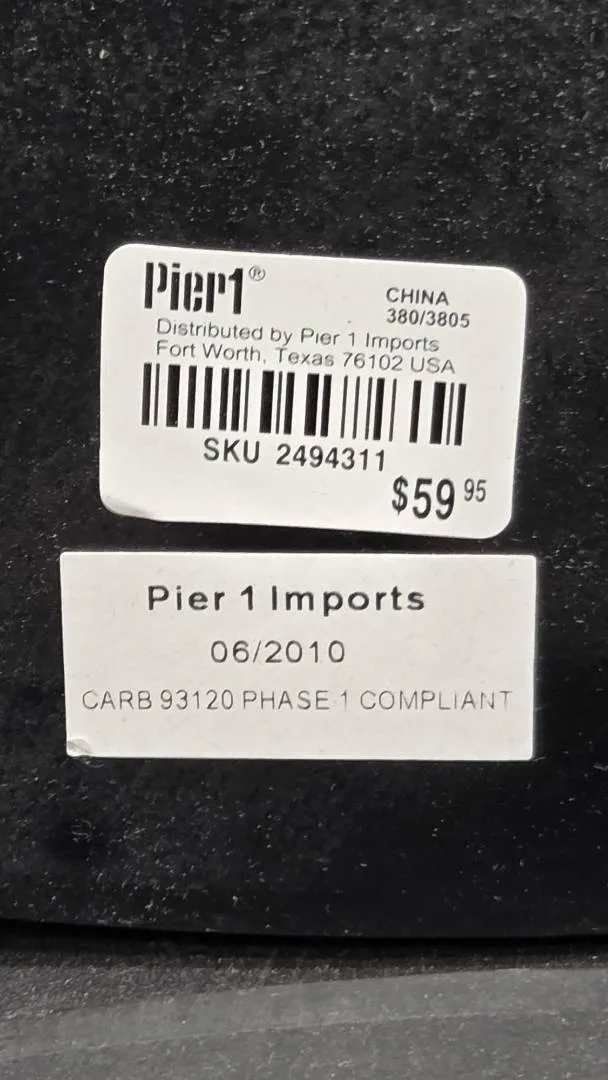 Pier1®
CHINA
380/3805
Distributed by Pier 1 Imports
Fort Worth, Texas 76102 USA
SKU 2494311
$59 95
Pier 1 Imports
06/2010
CARB 93120 PHASE 1 COMPLIANT